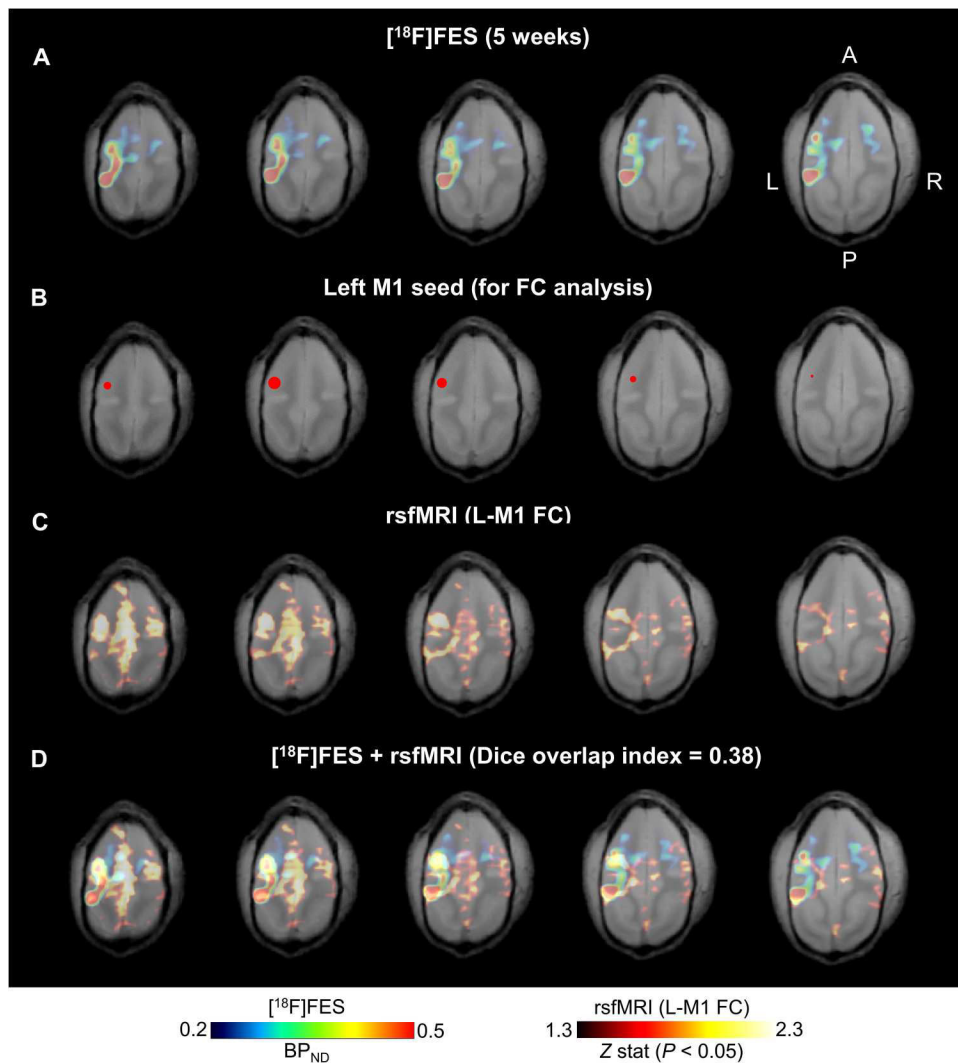 [¹⁸F]FES (5 weeks)
A
A
L
R
P
Left M1 seed (for FC analysis)
B
rsfMRI (L-M1 FC)
C
[¹⁸F]FES + rsfMRI (Dice overlap index = 0.38)
D
[¹⁸F]FES
0.2
0.5
BP_ND
rsfMRI (L-M1 FC)
1.3
2.3
Z stat (P < 0.05)